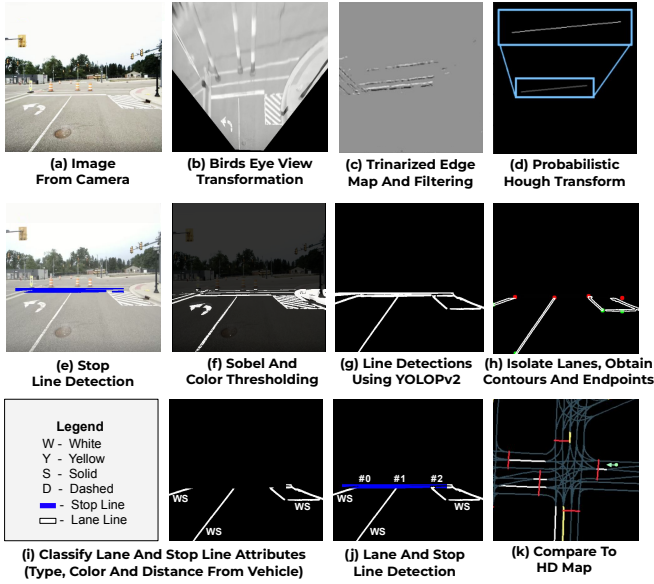 (a) Image
From Camera
(b) Birds Eye View
Transformation
(c) Trinarized Edge
Map And Filtering
(d) Probabilistic
Hough Transform
(e) Stop
Line Detection
(f) Sobel And
Color Thresholding
(g) Line Detections
Using YOLOPv2
(h) Isolate Lanes, Obtain
Contours And Endpoints
Legend
W - White
Y - Yellow
S - Solid
D - Dashed
- Stop Line
- Lane Line
WS
WS
WS
(i) Classify Lane And Stop Line Attributes
(Type, Color And Distance From Vehicle)
#0 #1 #2
WS
WS
WS
(j) Lane And Stop
Line Detection
(k) Compare To
HD Map